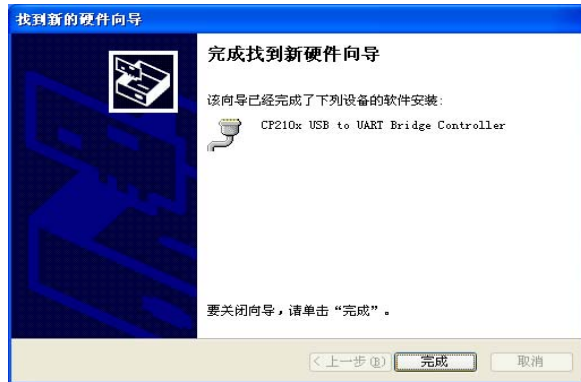 找到新的硬件向导
完成找到新硬件向导
该向导已经完成了下列设备的软件安装:
CP210x USB to UART Bridge Controller
要关闭向导，请单击“完成”。
< 上一步(B)
完成
取消